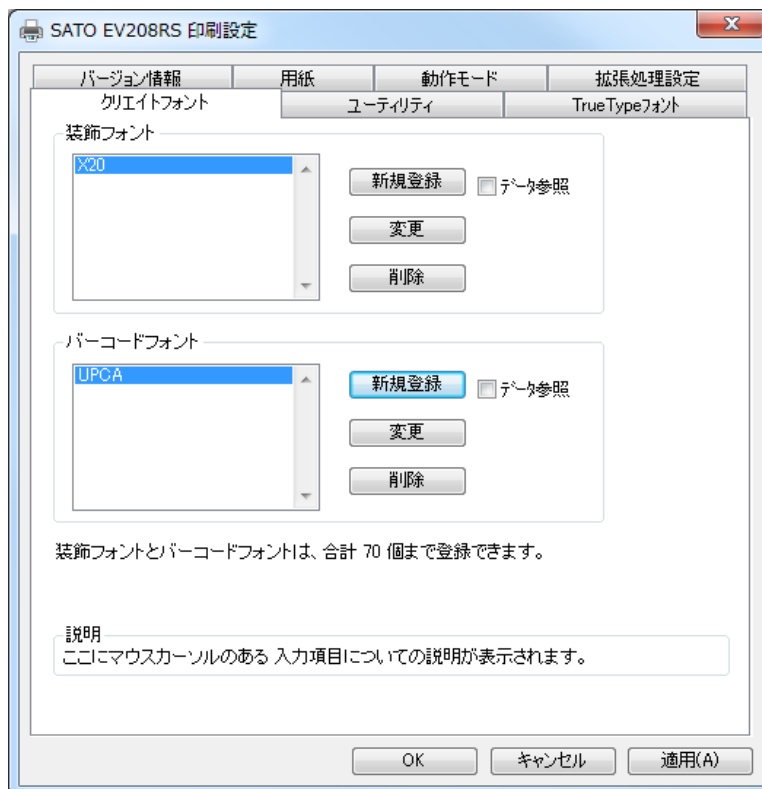 SATO EV208RS 印刷設定
バージョン情報 用紙 動作モード 拡張処理設定
クリエイトフォント ユーティリティ TrueTypeフォント
装飾フォント
X20
新規登録 データ参照
変更
削除
バーコードフォント
UPCA
新規登録 データ参照
変更
削除
装飾フォントとバーコードフォントは、合計 70 個まで登録できます。
説明
ここにマウスカーソルのある 入力項目についての説明が表示されます。
OK キャンセル 適用(A)